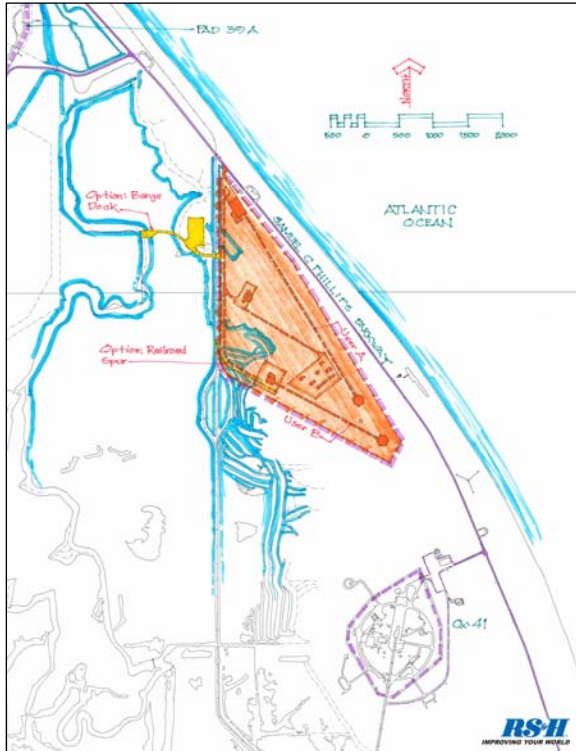 PAD 39A
NORTH
500 0 500 1000 1500 2000
Option: Barge
Dock
ATLANTIC
OCEAN
SAMUEL C PHILLIPS PARKWAY
User A
Option: Railroad
Spur
User B
Cx-41
RS&H
IMPROVING YOUR WORLD